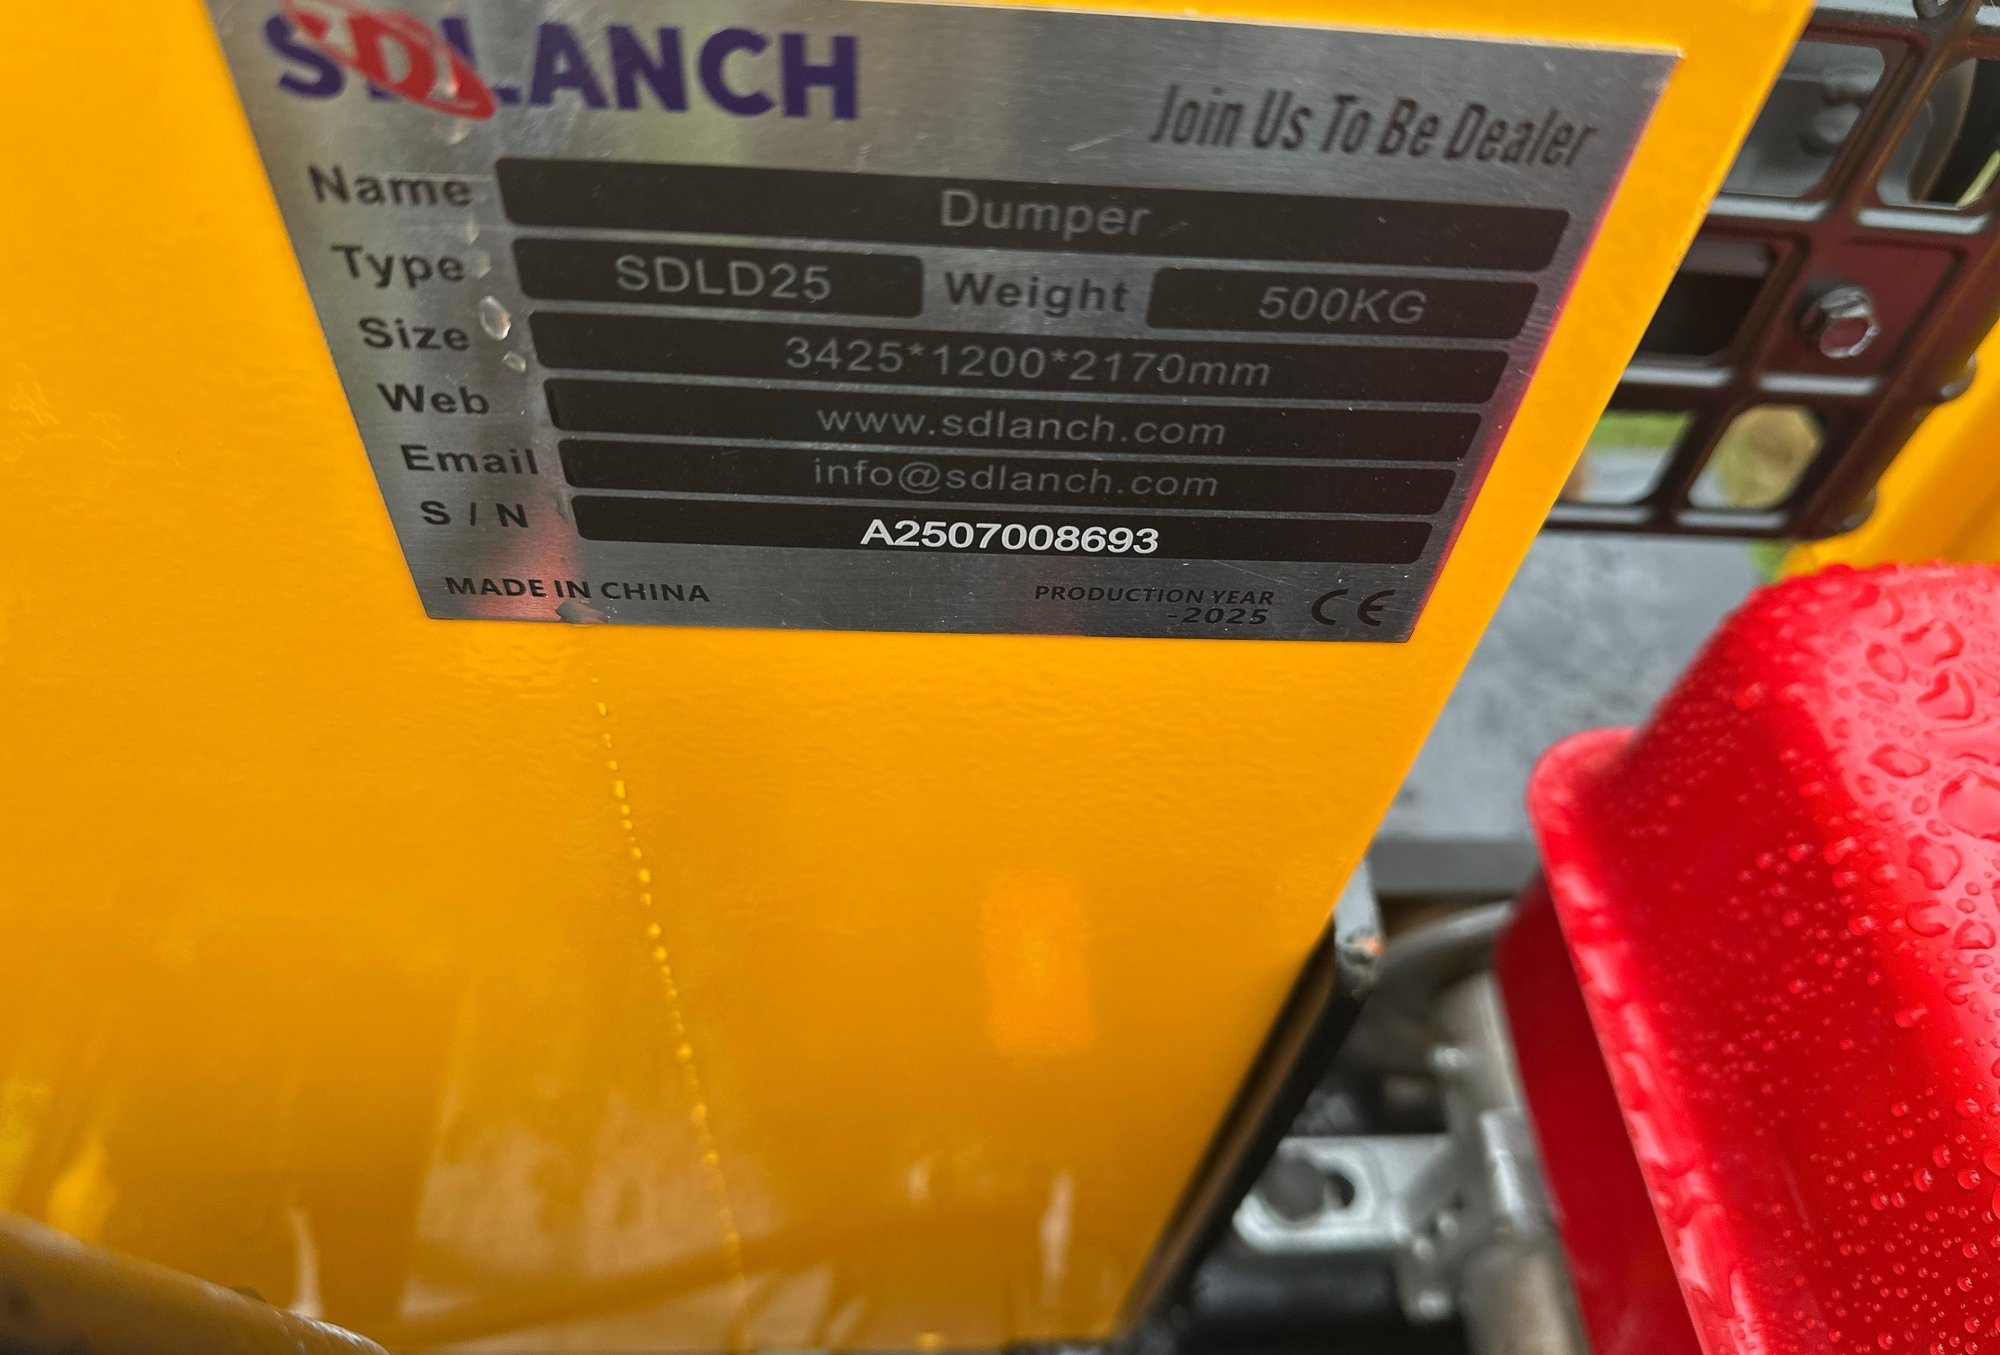 SDLANCH
Join Us To Be Dealer
Name Dumper
Type SDLD25 Weight 500KG
Size 3425*1200*2170mm
Web www.sdlanch.com
Email info@sdlanch.com
S / N A2507008693
MADE IN CHINA PRODUCTION YEAR
-2025 CE